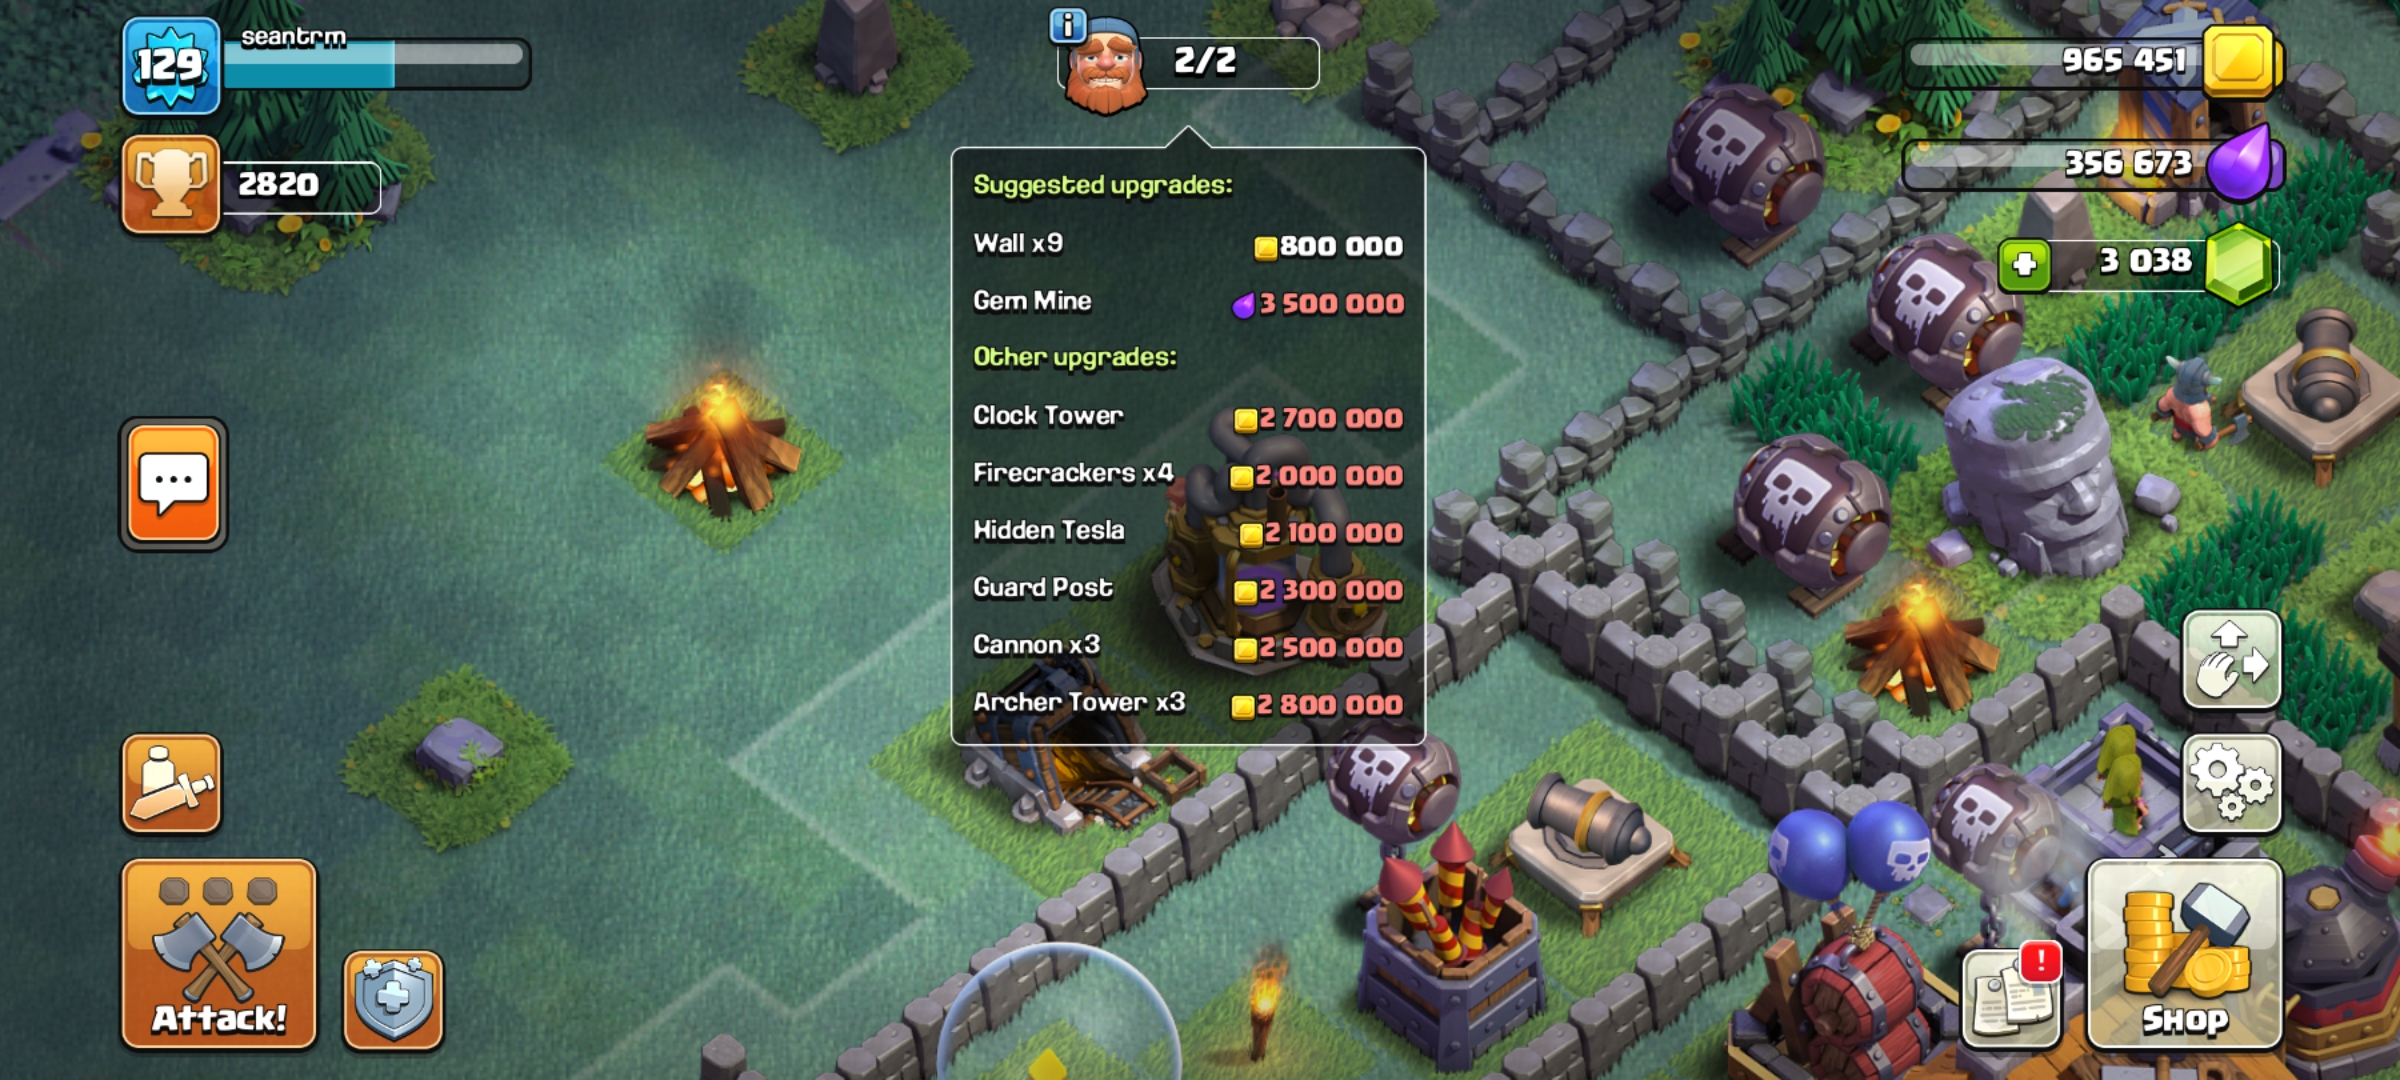 129
seantrm
2/2
965 451
2820
356 673
3 038
Suggested upgrades:
Wall x9 800 000
Gem Mine 3 500 000
Other upgrades:
Clock Tower 2 700 000
Firecrackers x4 2 000 000
Hidden Tesla 2 100 000
Guard Post 2 300 000
Cannon x3 2 500 000
Archer Tower x3 2 800 000
Attack!
!
Shop